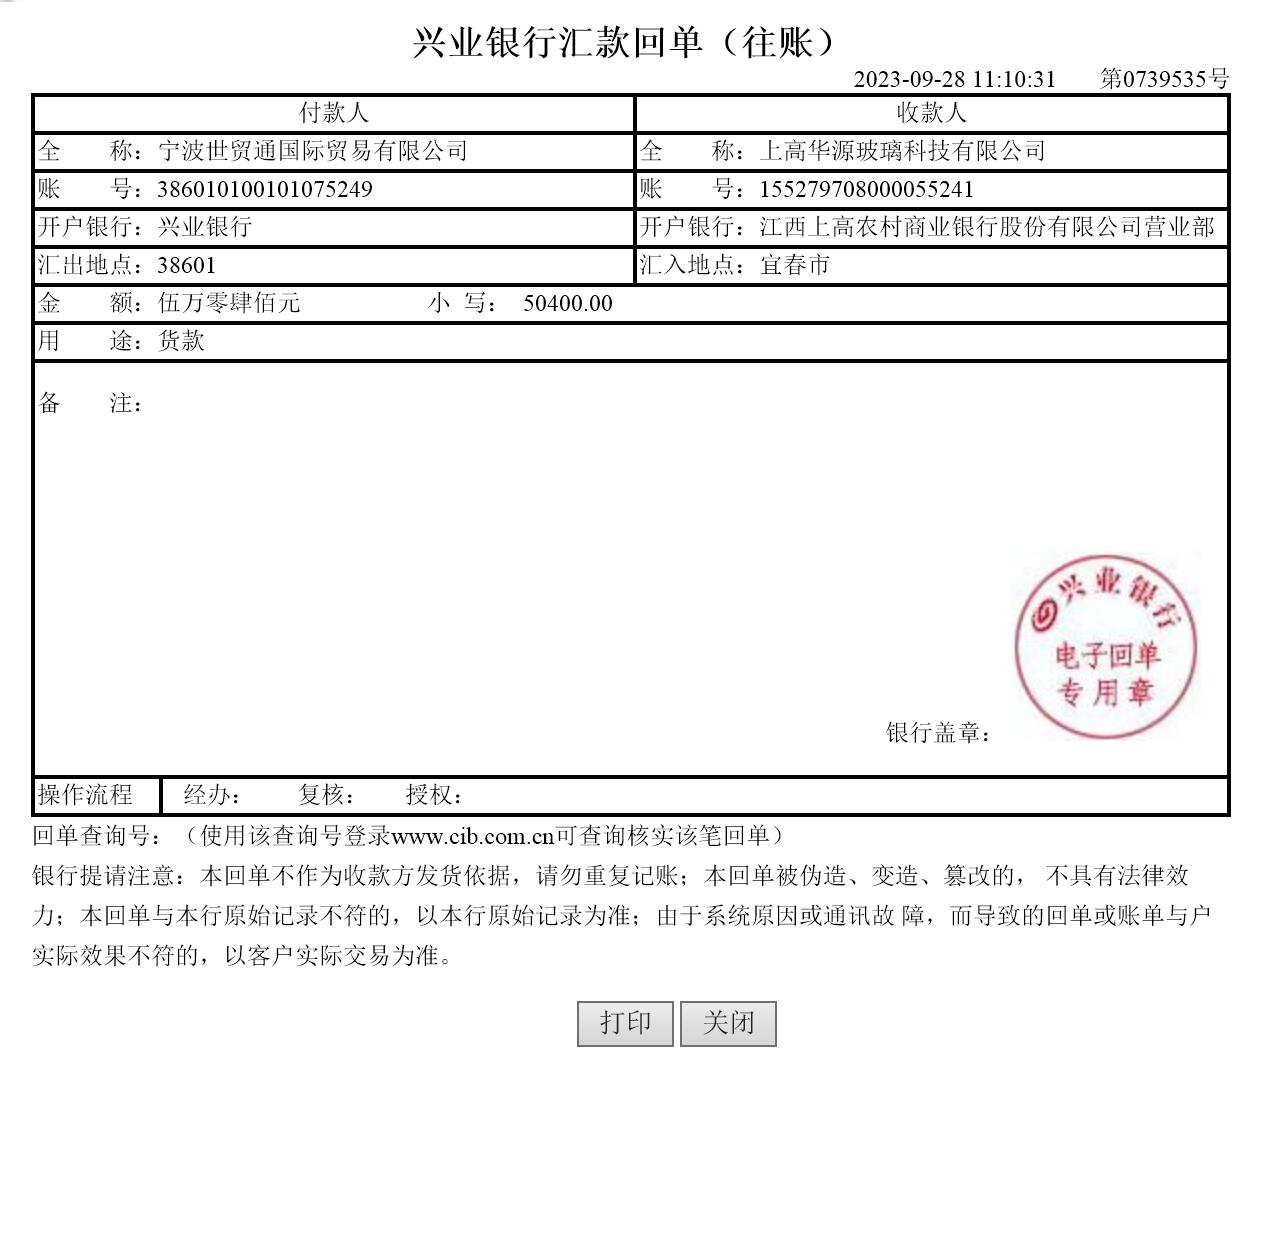 兴业银行汇款回单（往账）
2023-09-28 11:10:31 第0739535号
付款人 收款人
全 称：宁波世贸通国际贸易有限公司 全 称：上高华源玻璃科技有限公司
账 号：386010100101075249 账 号：155279708000055241
开户银行：兴业银行 开户银行：江西上高农村商业银行股份有限公司营业部
汇出地点：38601 汇入地点：宜春市
金 额：伍万零肆佰元 小 写： 50400.00
用 途：货款
备 注：
兴业银行
电子回单
专用章
银行盖章：
操作流程 经办： 复核： 授权：
回单查询号：（使用该查询号登录www.cib.com.cn可查询核实该笔回单）
银行提请注意：本回单不作为收款方发货依据，请勿重复记账；本回单被伪造、变造、篡改的， 不具有法律效
力；本回单与本行原始记录不符的，以本行原始记录为准；由于系统原因或通讯故 障，而导致的回单或账单与户
实际效果不符的，以客户实际交易为准。
打印 关闭